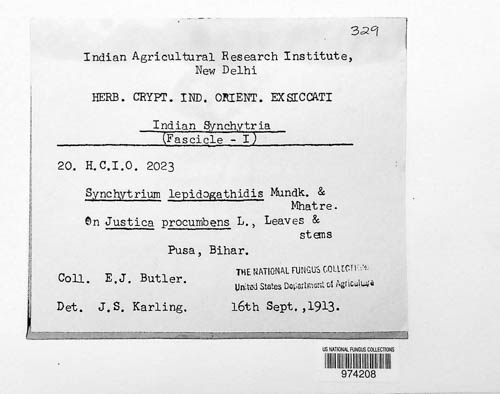 329
Indian Agricultural Research Institute,
New Delhi
HERB. CRYPT. IND. ORIENT. EXSICCATI
Indian Synchytria
(Fascicle - I)
20. H.C.I.O. 2023
Synchytrium lepidogathidis Mundk. &
Mhatre.
On Justica procumbens L., Leaves &
stems
Pusa, Bihar.
Coll. E.J. Butler.
THE NATIONAL FUNGUS COLLECTIONS
United States Department of Agriculture
Det. J.S. Karling. 16th Sept.,1913.
US NATIONAL FUNGUS COLLECTIONS
974208